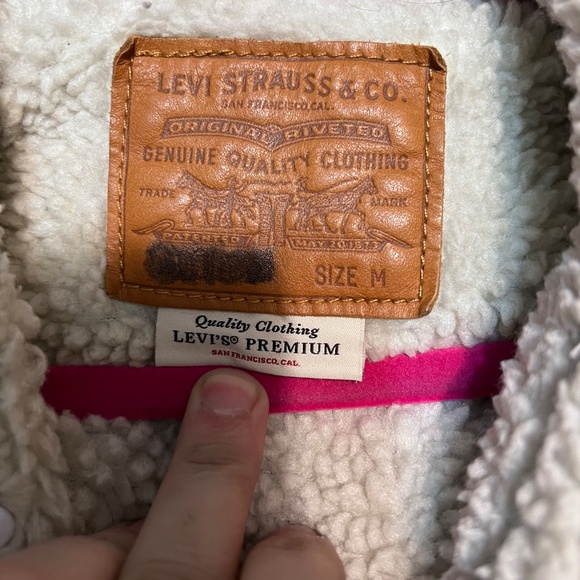 LEVI STRAUSS & CO.
SAN FRANCISCO, CAL.
ORIGINAL RIVETED
GENUINE QUALITY CLOTHING
TRADE MARK
PATENTED MAY 20, 1873
SIZE M
Quality Clothing
LEVI'S® PREMIUM
SAN FRANCISCO, CAL.